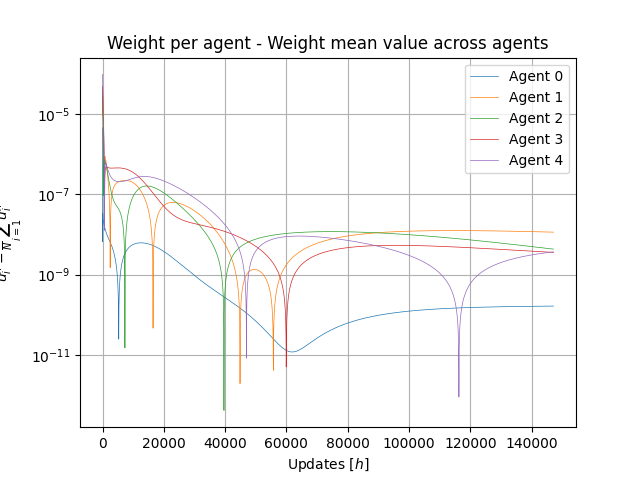 Weight per agent - Weight mean value across agents
Agent 0
Agent 1
Agent 2
Agent 3
Agent 4
10⁻⁵
10⁻⁷
10⁻⁹
10⁻¹¹
0 20000 40000 60000 80000 100000 120000 140000
Updates [h]